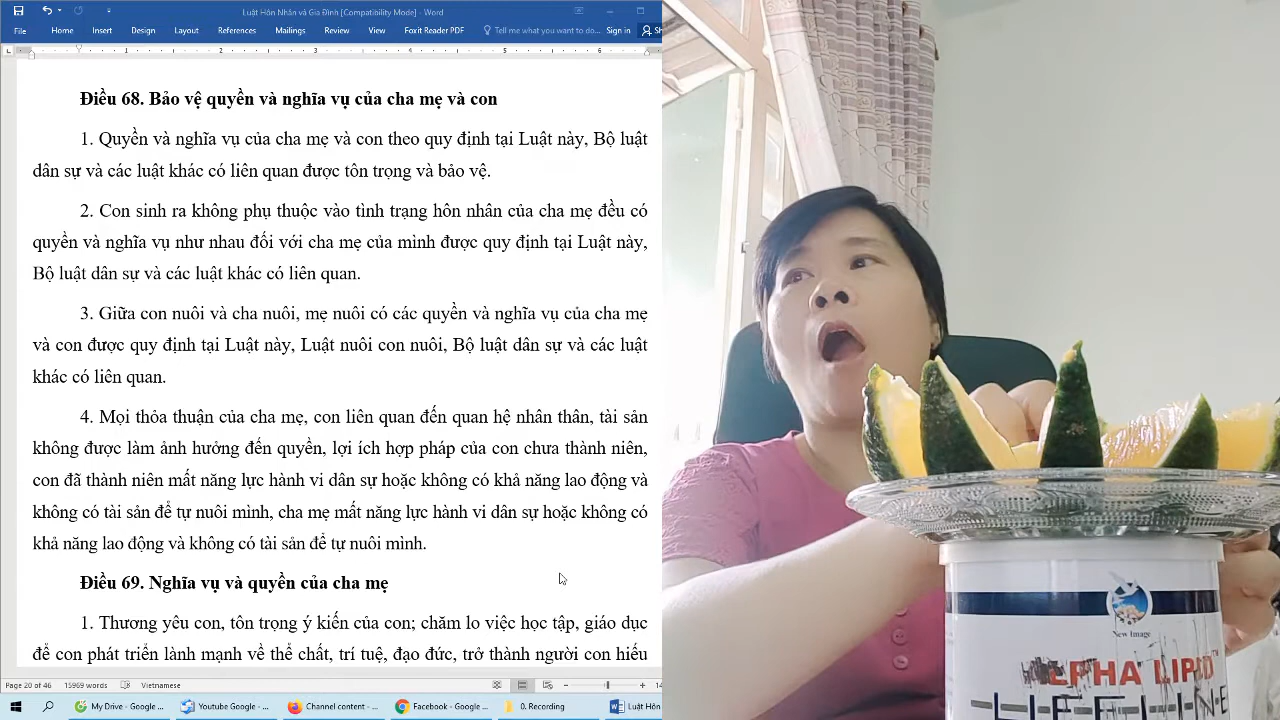 Luật Hôn Nhân và Gia Đình [Compatibility Mode] - Word
File Home Insert Design Layout References Mailings Review View Foxit Reader PDF Tell me what you want to do... Sign in
Điều 68. Bảo vệ quyền và nghĩa vụ của cha mẹ và con
1. Quyền và nghĩa vụ của cha mẹ và con theo quy định tại Luật này, Bộ luật
dân sự và các luật khác có liên quan được tôn trọng và bảo vệ.
2. Con sinh ra không phụ thuộc vào tình trạng hôn nhân của cha mẹ đều có
quyền và nghĩa vụ như nhau đối với cha mẹ của mình được quy định tại Luật này,
Bộ luật dân sự và các luật khác có liên quan.
3. Giữa con nuôi và cha nuôi, mẹ nuôi có các quyền và nghĩa vụ của cha mẹ
và con được quy định tại Luật này, Luật nuôi con nuôi, Bộ luật dân sự và các luật
khác có liên quan.
4. Mọi thỏa thuận của cha mẹ, con liên quan đến quan hệ nhân thân, tài sản
không được làm ảnh hưởng đến quyền, lợi ích hợp pháp của con chưa thành niên,
con đã thành niên mất năng lực hành vi dân sự hoặc không có khả năng lao động và
không có tài sản để tự nuôi mình, cha mẹ mất năng lực hành vi dân sự hoặc không có
khả năng lao động và không có tài sản để tự nuôi mình.
Điều 69. Nghĩa vụ và quyền của cha mẹ
1. Thương yêu con, tôn trọng ý kiến của con; chăm lo việc học tập, giáo dục
để con phát triển lành mạnh về thể chất, trí tuệ, đạo đức, trở thành người con hiếu
Page 20 of 46 15969 words Vietnamese
My Drive - Google ... Youtube - Google ... Channel content - ... Facebook - Google ... 0. Recording Luật Hôn
New Image
ALPHA LIPID™
LIFELINE